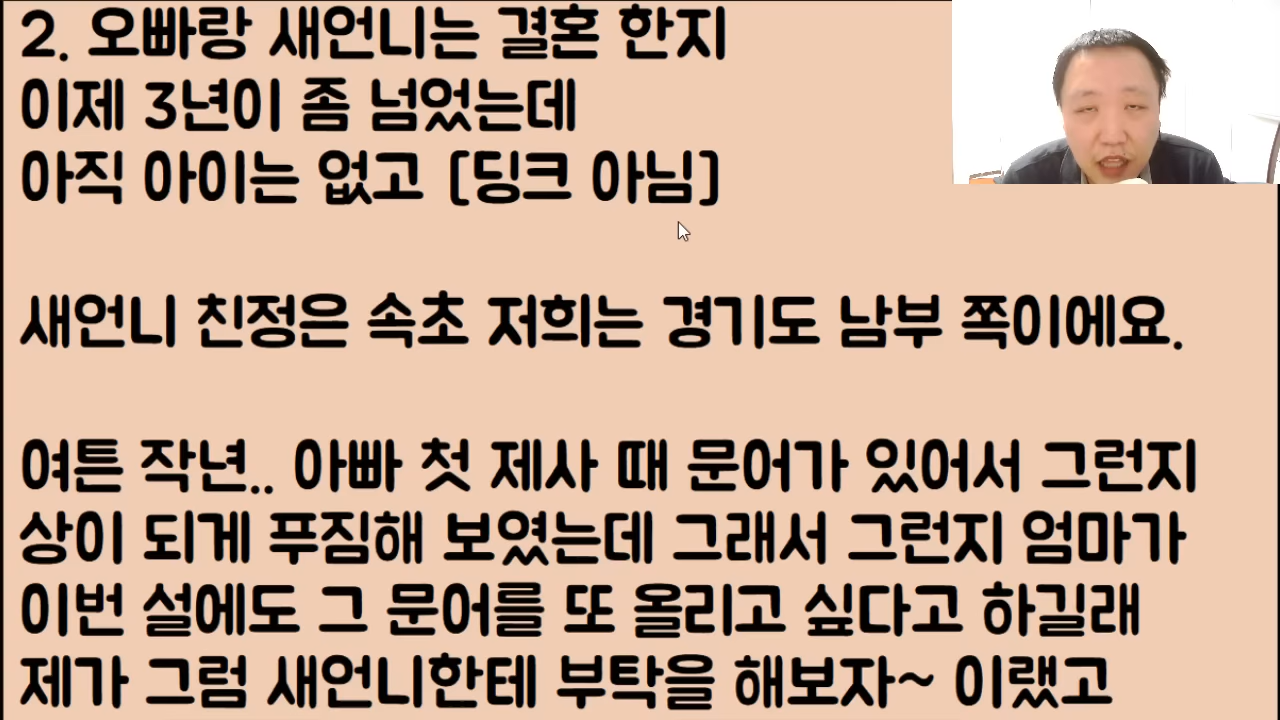 2. 오빠랑 새언니는 결혼 한지
이제 3년이 좀 넘었는데
아직 아이는 없고 [딩크 아님]
새언니 친정은 속초 저희는 경기도 남부 쪽이에요.
여튼 작년.. 아빠 첫 제사 때 문어가 있어서 그런지
상이 되게 푸짐해 보였는데 그래서 그런지 엄마가
이번 설에도 그 문어를 또 올리고 싶다고 하길래
제가 그럼 새언니한테 부탁을 해보자~ 이랬고